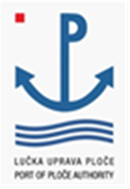 P
LUČKA UPRAVA PLOČE
PORT OF PLOČE AUTHORITY